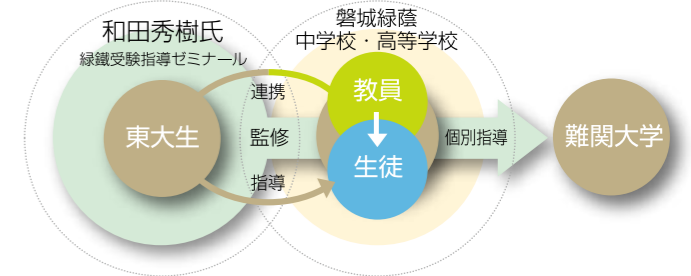 和田秀樹氏
緑鐵受験指導ゼミナール
磐城緑蔭
中学校・高等学校
連携
教員
東大生
監修
個別指導
難関大学
生徒
指導